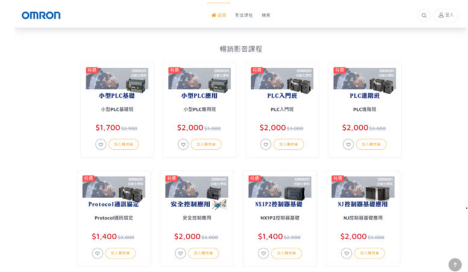 OMRON
首頁 影音課程 線上
登入
暢銷影音課程
特價 特價 特價 特價
小型PLC基礎 小型PLC應用 PLC入門班 PLC進階班
小型PLC基礎班 小型PLC應用班 PLC入門班 PLC進階班
$1,700 $2,000 $2,000 $2,000
加入購物車 加入購物車 加入購物車 加入購物車
特價 特價 特價 特價
Protocol通訊協定 安全控制應用 NX1P2控制器基礎 NJ控制器基礎應用
Protocol通訊協定 安全控制應用 NX1P2控制器基礎 NJ控制器基礎應用
$1,400 $2,000 $1,400 $2,000
加入購物車 加入購物車 加入購物車 加入購物車